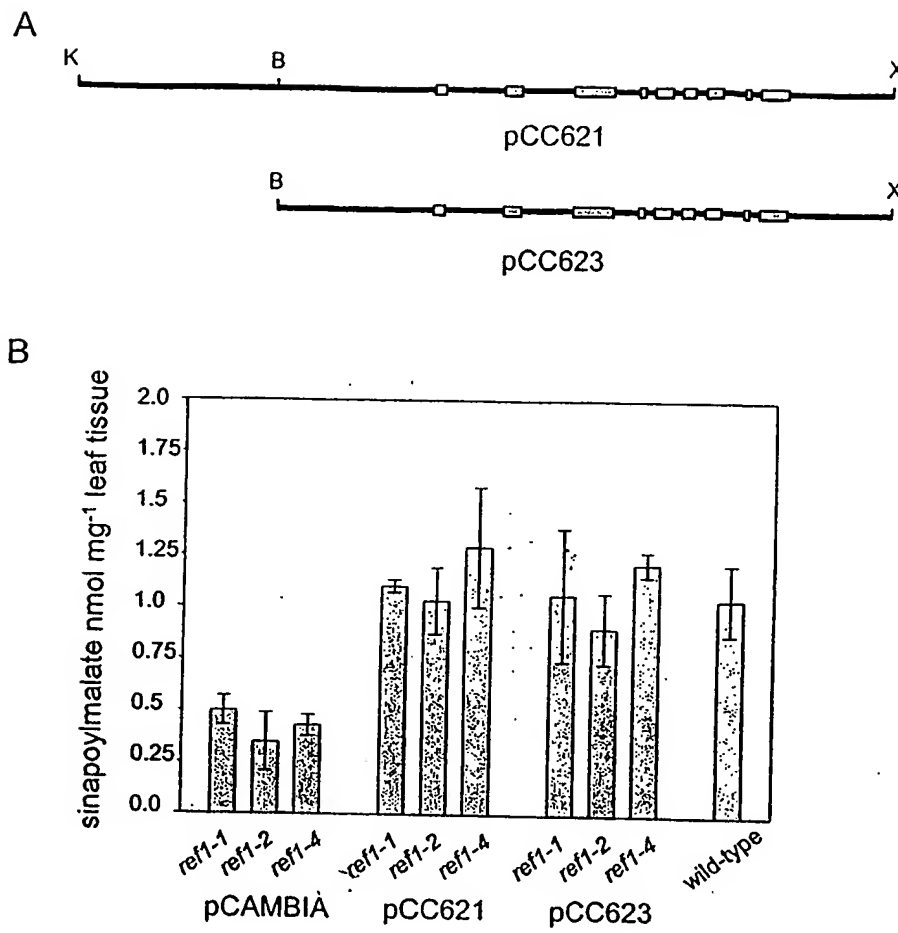 A
K B X
pCC621
B X
pCC623
B
sinapoylmalate nmol mg⁻¹ leaf tissue
2.0
1.75
1.5
1.25
1.0
0.75
0.5
0.25
0.0
ref1-1 ref1-2 ref1-4 ref1-1 ref1-2 ref1-4 ref1-1 ref1-2 ref1-4 wild-type
pCAMBIA pCC621 pCC623